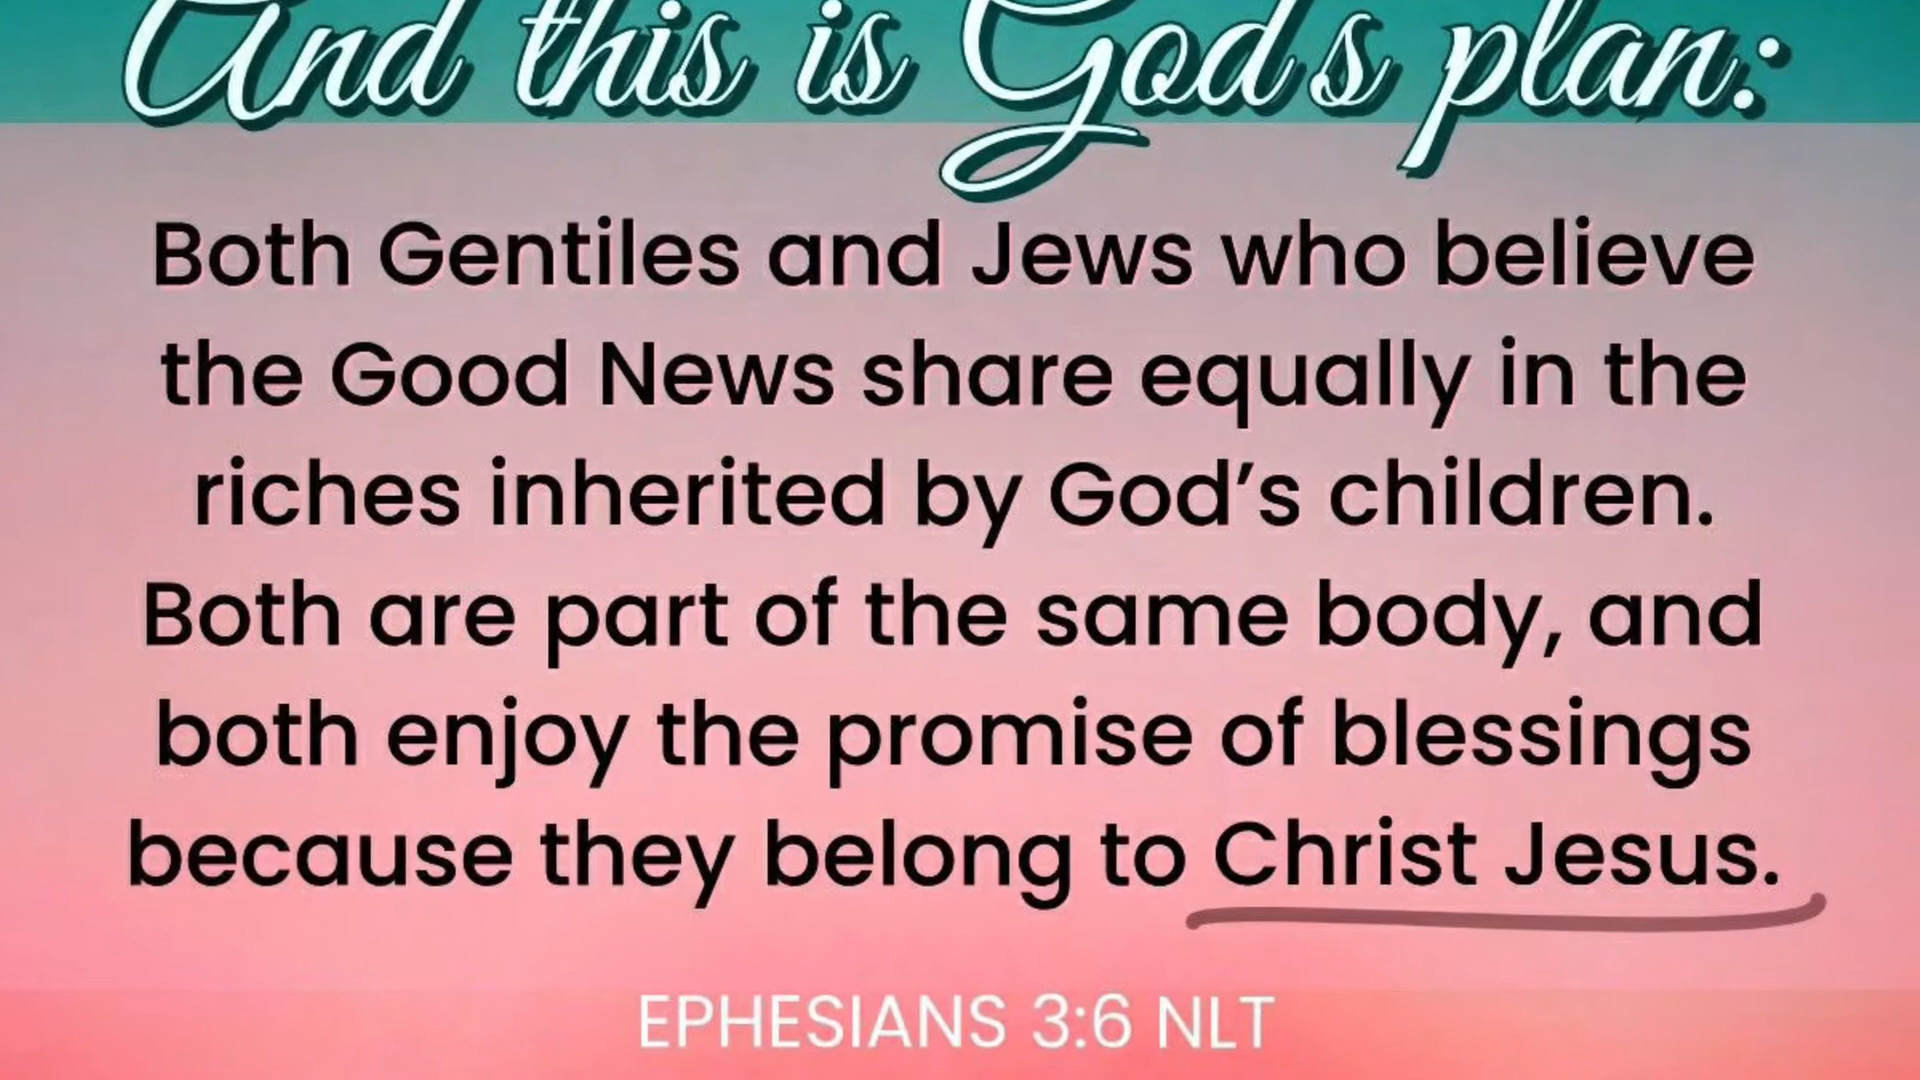 And this is God's plan:
Both Gentiles and Jews who believe
the Good News share equally in the
riches inherited by God’s children.
Both are part of the same body, and
both enjoy the promise of blessings
because they belong to Christ Jesus.
EPHESIANS 3:6 NLT